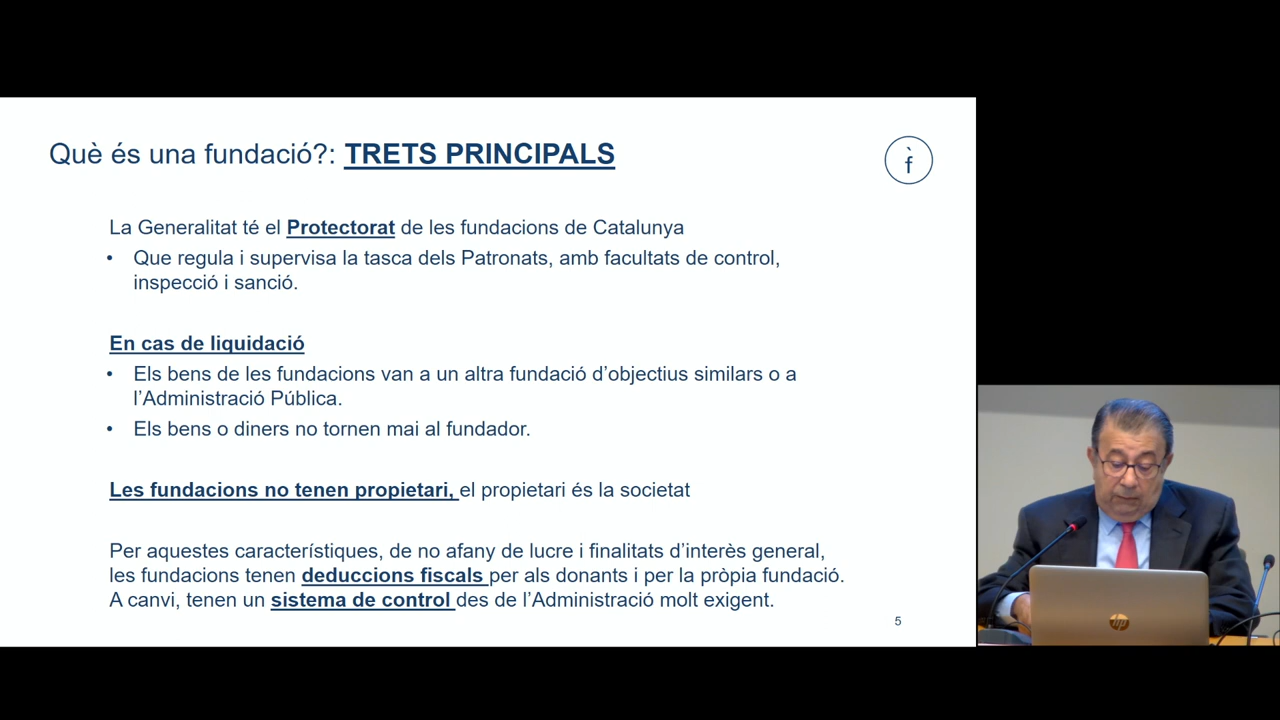 Què és una fundació?: TRETS PRINCIPALS
f̀
La Generalitat té el Protectorat de les fundacions de Catalunya
• Que regula i supervisa la tasca dels Patronats, amb facultats de control,
inspecció i sanció.
En cas de liquidació
• Els bens de les fundacions van a un altra fundació d’objectius similars o a
l’Administració Pública.
• Els bens o diners no tornen mai al fundador.
Les fundacions no tenen propietari, el propietari és la societat
Per aquestes característiques, de no afany de lucre i finalitats d’interès general,
les fundacions tenen deduccions fiscals per als donants i per la pròpia fundació.
A canvi, tenen un sistema de control des de l’Administració molt exigent.
5
hp